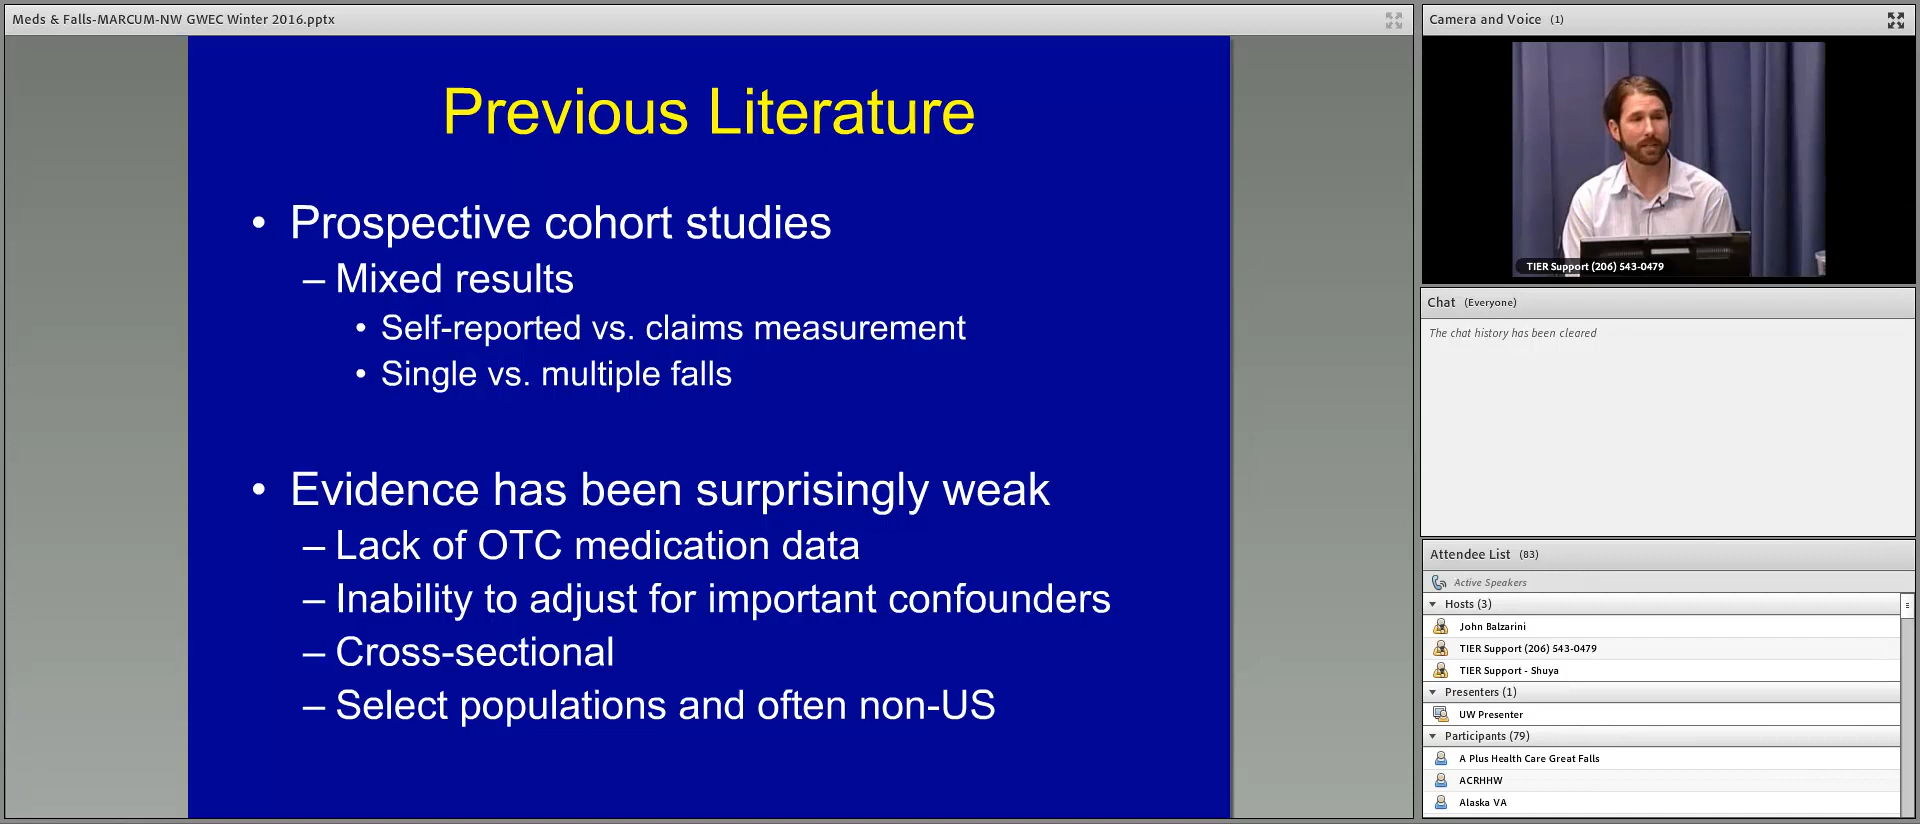 Meds & Falls-MARCUM-NW GWEC Winter 2016.pptx
Previous Literature
• Prospective cohort studies
– Mixed results
• Self-reported vs. claims measurement
• Single vs. multiple falls
• Evidence has been surprisingly weak
– Lack of OTC medication data
– Inability to adjust for important confounders
– Cross-sectional
– Select populations and often non-US
Camera and Voice (1)
TIER Support (206) 543-0479
Chat (Everyone)
The chat history has been cleared
Attendee List (83)
Active Speakers
Hosts (3)
John Balzarini
TIER Support (206) 543-0479
TIER Support - Shuya
Presenters (1)
UW Presenter
Participants (79)
A Plus Health Care Great Falls
ACRHHW
Alaska VA